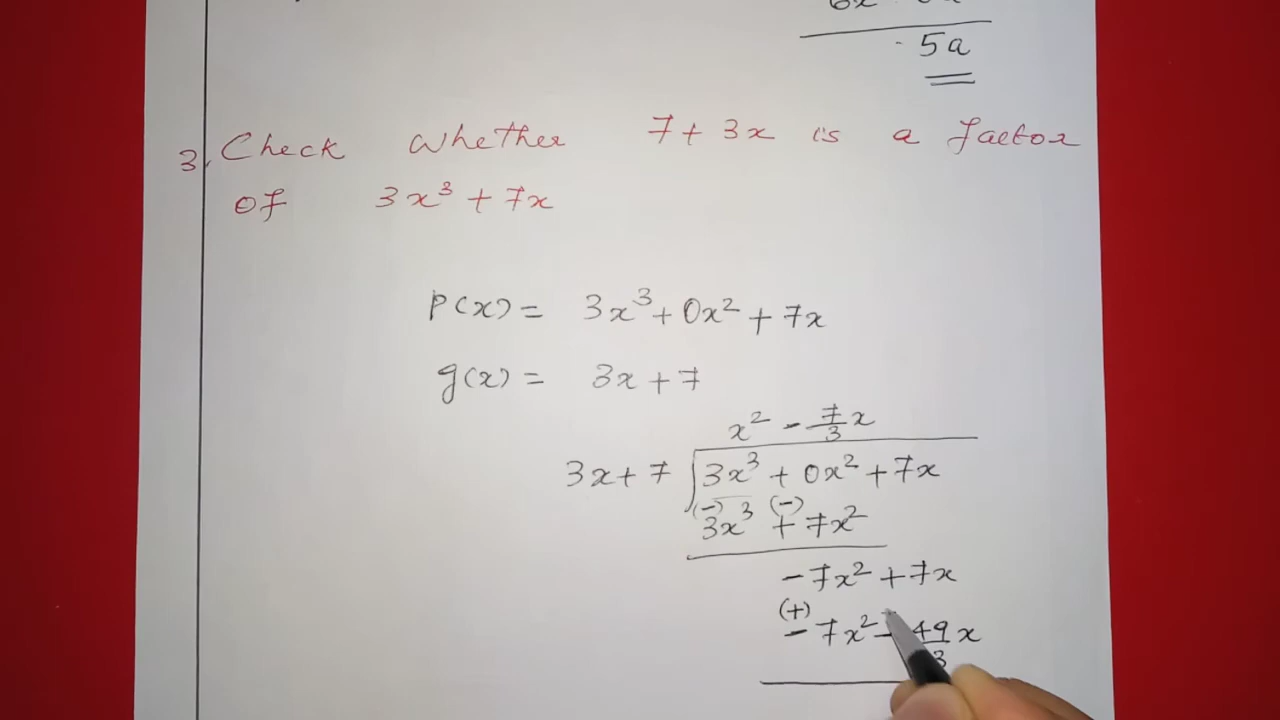 5a
3. Check whether 7 + 3x is a factor
of 3x³ + 7x
p(x) = 3x³ + 0x² + 7x
g(x) = 3x + 7
x² - 7/3 x
3x + 7 3x³ + 0x² + 7x
(-) (-)
3x³ + 7x²
- 7x² + 7x
(+)
- 7x² - 49/3 x